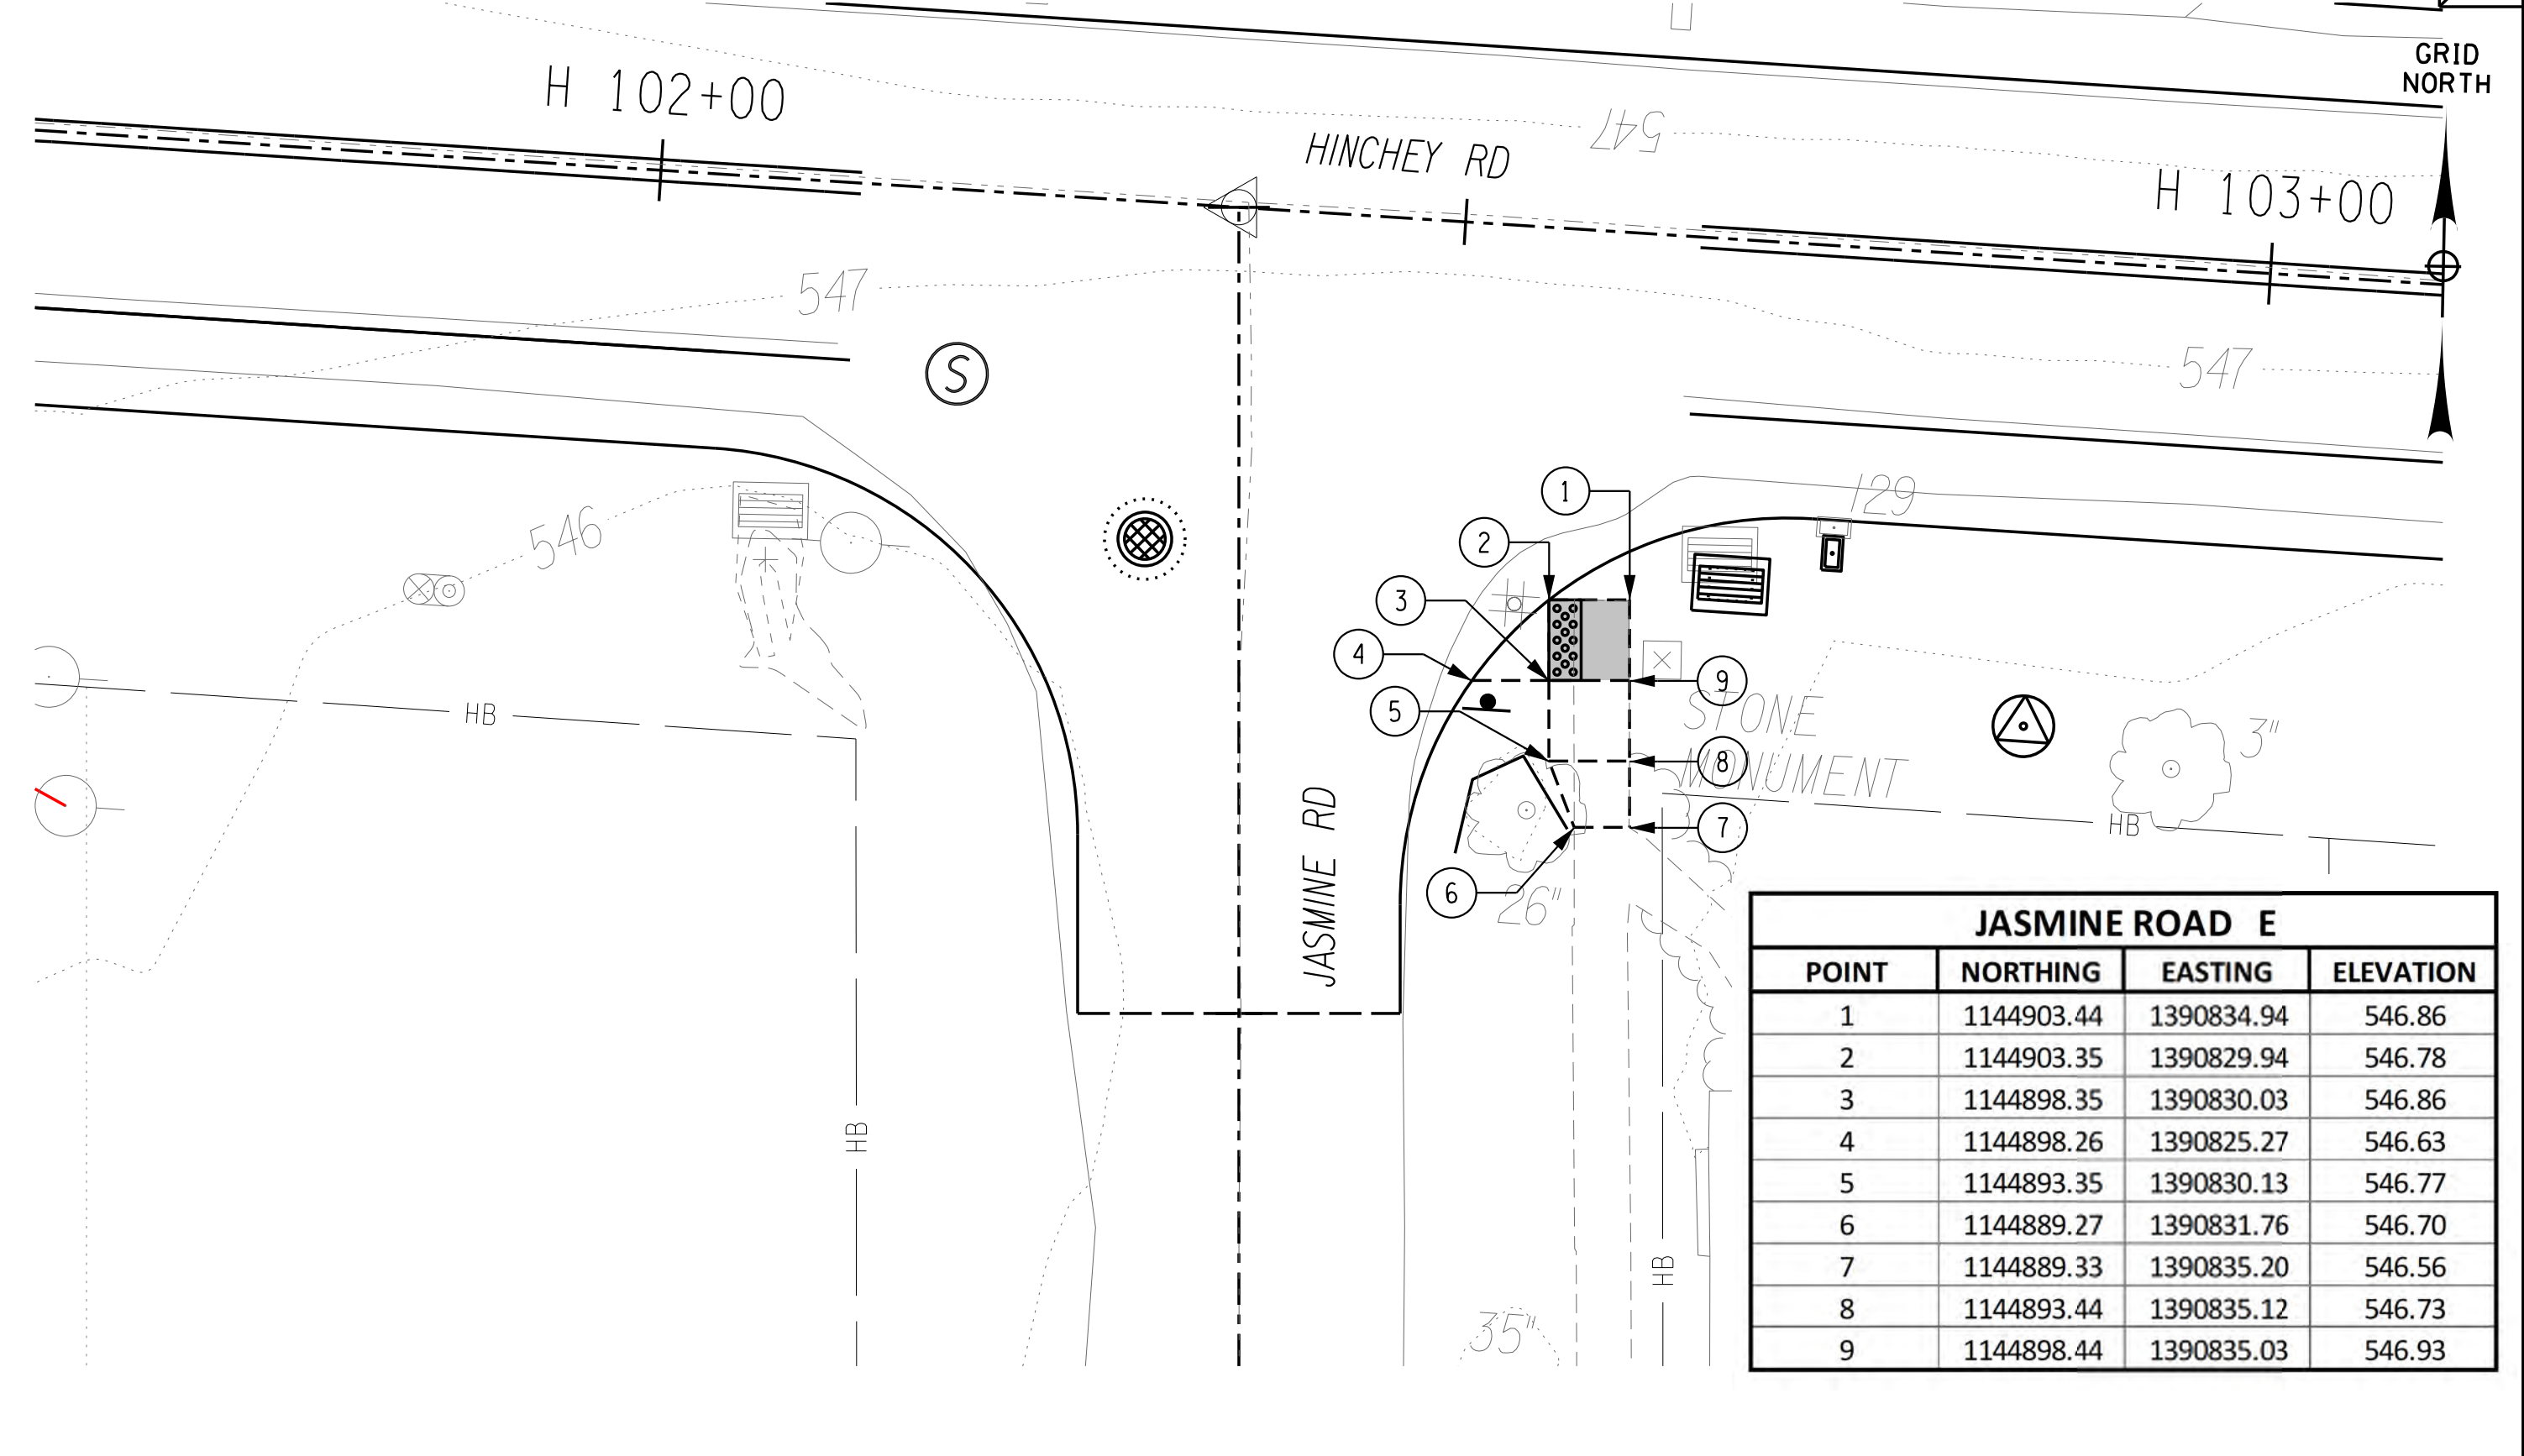 GRID
NORTH
H 102+00
HINCHEY RD
547
H 103+00
547
547
S
1
129
2
546
3
4
9
HB
5
STONE
8
MONUMENT
3"
7
HB
JASMINE RD
6
26"
HB
HB
35"
JASMINE ROAD E
POINT NORTHING EASTING ELEVATION
1 1144903.44 1390834.94 546.86
2 1144903.35 1390829.94 546.78
3 1144898.35 1390830.03 546.86
4 1144898.26 1390825.27 546.63
5 1144893.35 1390830.13 546.77
6 1144889.27 1390831.76 546.70
7 1144889.33 1390835.20 546.56
8 1144893.44 1390835.12 546.73
9 1144898.44 1390835.03 546.93